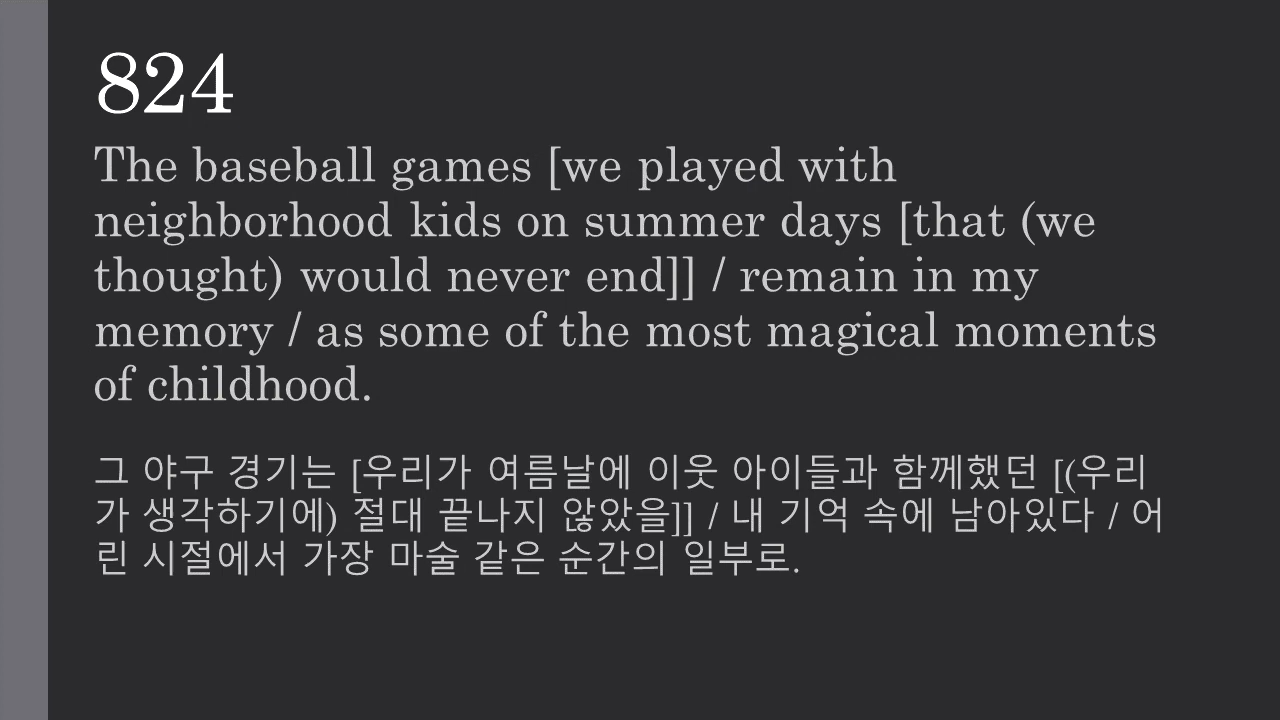 824
The baseball games [we played with
neighborhood kids on summer days [that (we
thought) would never end]] / remain in my
memory / as some of the most magical moments
of childhood.
그 야구 경기는 [우리가 여름날에 이웃 아이들과 함께했던 [(우리
가 생각하기에) 절대 끝나지 않았을]] / 내 기억 속에 남아있다 / 어
린 시절에서 가장 마술 같은 순간의 일부로.